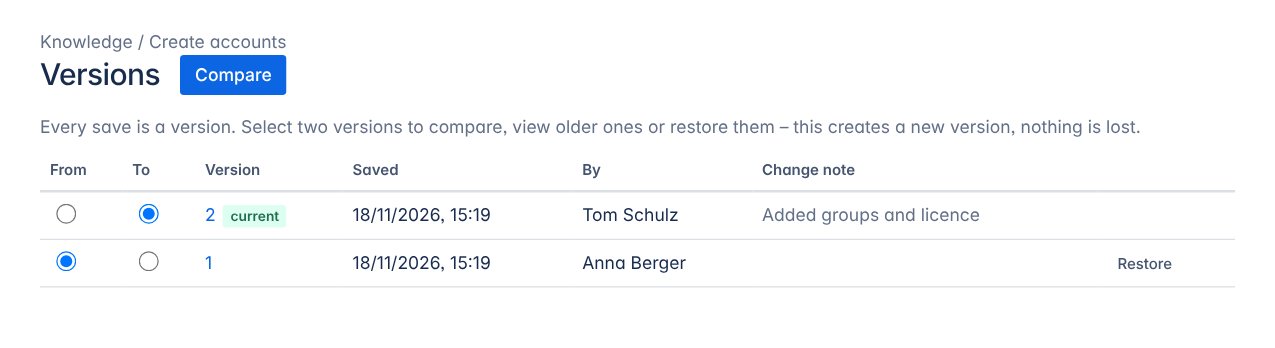 Knowledge / Create accounts
Versions Compare
Every save is a version. Select two versions to compare, view older ones or restore them – this creates a new version, nothing is lost.
From To Version Saved By Change note
2 current 18/11/2026, 15:19 Tom Schulz Added groups and licence
1 18/11/2026, 15:19 Anna Berger Restore